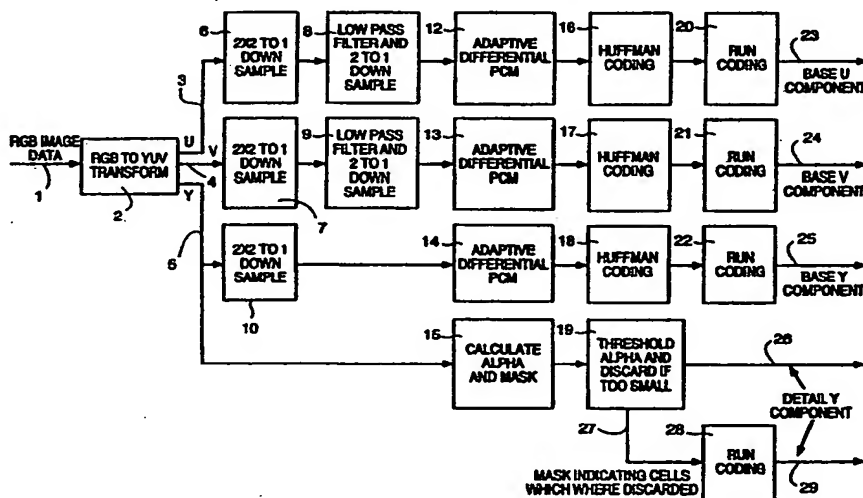 6
2X2 TO 1
DOWN
SAMPLE
8
LOW PASS
FILTER AND
2 TO 1
DOWN
SAMPLE
12
ADAPTIVE
DIFFERENTIAL
PCM
16
HUFFMAN
CODING
20
RUN
CODING
23
BASE U
COMPONENT
3
RGB IMAGE
DATA
1
RGB TO YUV
TRANSFORM
2
U
V
4
Y
2X2 TO 1
DOWN
SAMPLE
7
9
LOW PASS
FILTER AND
2 TO 1
DOWN
SAMPLE
13
ADAPTIVE
DIFFERENTIAL
PCM
17
HUFFMAN
CODING
21
RUN
CODING
24
BASE V
COMPONENT
5
2X2 TO 1
DOWN
SAMPLE
10
14
ADAPTIVE
DIFFERENTIAL
PCM
18
HUFFMAN
CODING
22
RUN
CODING
25
BASE Y
COMPONENT
15
CALCULATE
ALPHA
AND MASK
19
THRESHOLD
ALPHA AND
DISCARD IF
TOO SMALL
26
DETAIL Y
COMPONENT
27
MASK INDICATING CELLS
WHICH WHERE DISCARDED
28
RUN
CODING
29